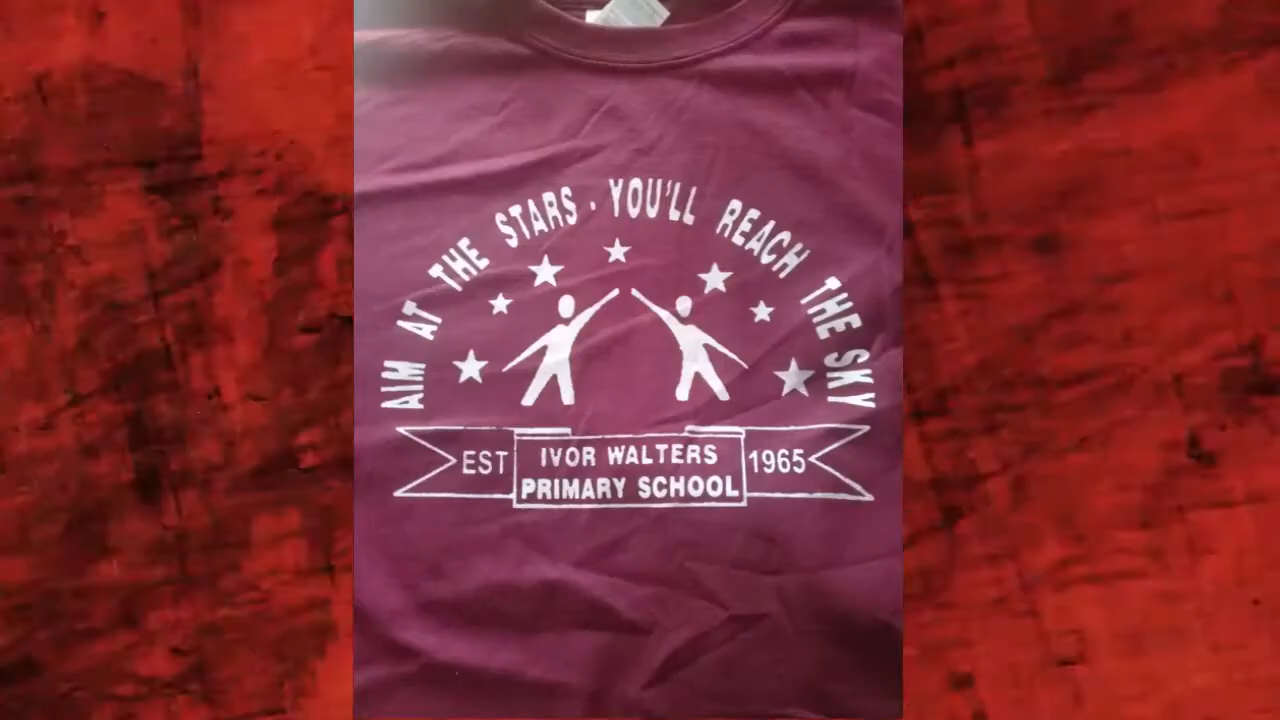 AIM AT THE STARS . YOU'LL REACH THE SKY
EST IVOR WALTERS 1965
PRIMARY SCHOOL